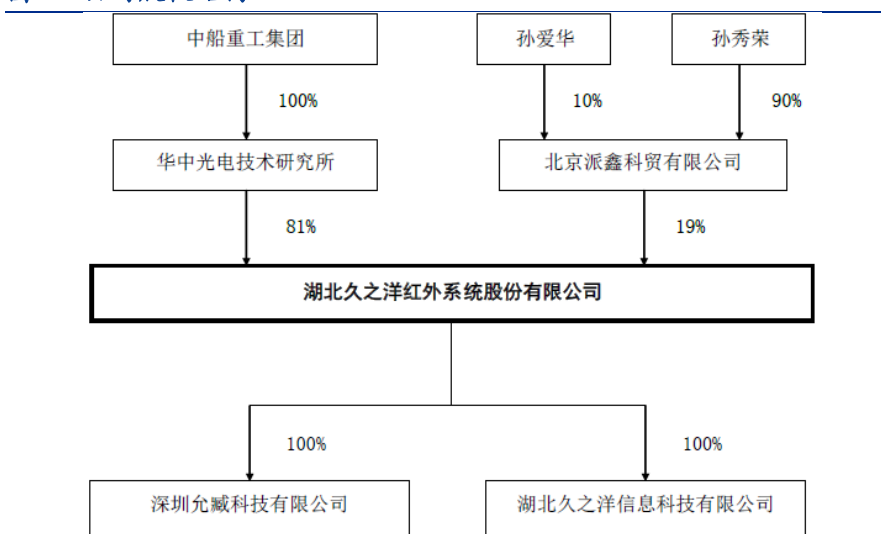 中船重工集团
孙爱华
孙秀荣
100%
10%
90%
华中光电技术研究所
北京派鑫科贸有限公司
81%
19%
湖北久之洋红外系统股份有限公司
100%
100%
深圳允臧科技有限公司
湖北久之洋信息科技有限公司